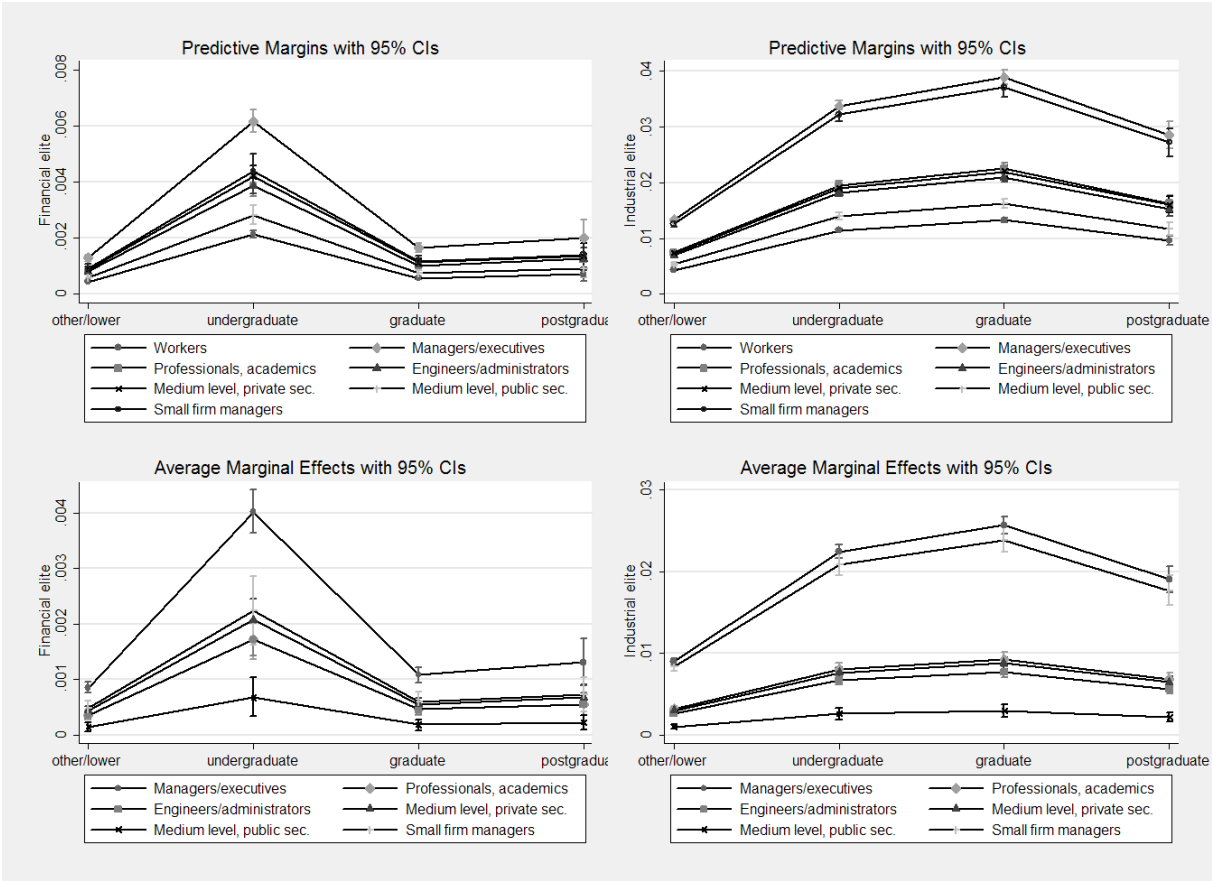 Predictive Margins with 95% CIs
Financial elite
.008
.006
.004
.002
0
other/lower undergraduate graduate postgradua
Workers Managers/executives
Professionals, academics Engineers/administrators
Medium level, private sec. Medium level, public sec.
Small firm managers
Predictive Margins with 95% CIs
Industrial elite
.04
.03
.02
.01
0
other/lower undergraduate graduate postgraduate
Workers Managers/executives
Professionals, academics Engineers/administrators
Medium level, private sec. Medium level, public sec.
Small firm managers
Average Marginal Effects with 95% CIs
Financial elite
.004
.003
.002
.001
0
other/lower undergraduate graduate postgradua
Managers/executives Professionals, academics
Engineers/administrators Medium level, private sec.
Medium level, public sec. Small firm managers
Average Marginal Effects with 95% CIs
Industrial elite
.03
.02
.01
0
other/lower undergraduate graduate postgraduate
Managers/executives Professionals, academics
Engineers/administrators Medium level, private sec.
Medium level, public sec. Small firm managers